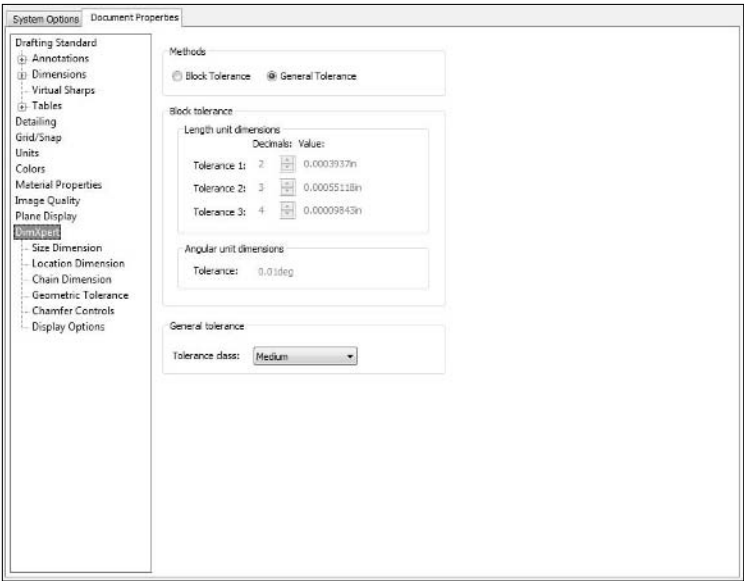 System Options
Document Properties
Drafting Standard
Annotations
Dimensions
Virtual Sharps
Tables
Detailing
Grid/Snap
Units
Colors
Material Properties
Image Quality
Plane Display
DimXpert
Size Dimension
Location Dimension
Chain Dimension
Geometric Tolerance
Chamfer Controls
Display Options
Methods
Block Tolerance General Tolerance
Block tolerance
Length unit dimensions
Decimals: Value:
Tolerance 1: 2 0.0003937in
Tolerance 2: 3 0.00055118in
Tolerance 3: 4 0.00009843in
Angular unit dimensions
Tolerance: 0.01deg
General tolerance
Tolerance class: Medium